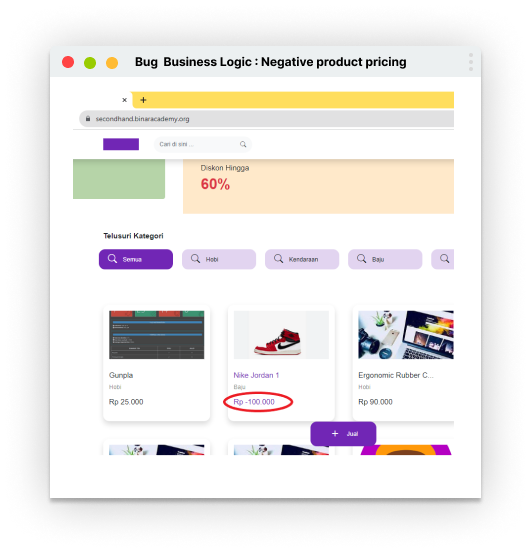 Bug Business Logic : Negative product pricing
× +
secondhand.binaracademy.org
Cari di sini ...
Diskon Hingga
60%
Telusuri Kategori
Semua Hobi Kendaraan Baju
Gunpla Nike Jordan 1 Ergonomic Rubber C...
Hobi Baju Hobi
Rp 25.000 Rp -100.000 Rp 90.000
+ Jual